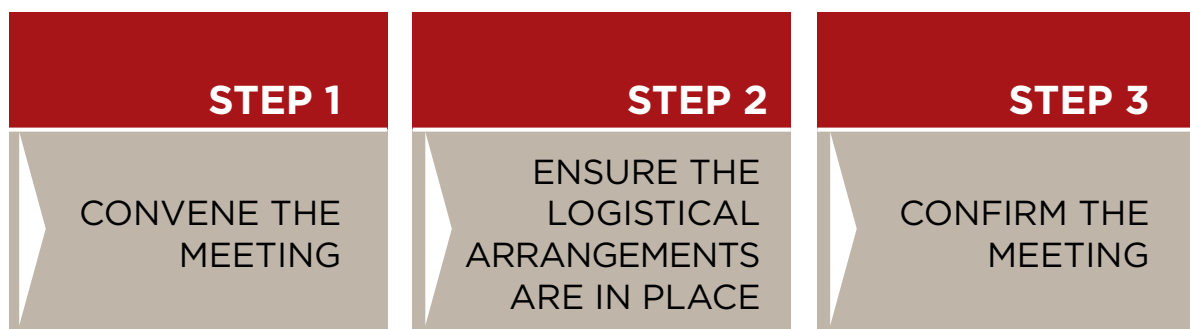 STEP 1
CONVENE THE
MEETING
STEP 2
ENSURE THE
LOGISTICAL
ARRANGEMENTS
ARE IN PLACE
STEP 3
CONFIRM THE
MEETING